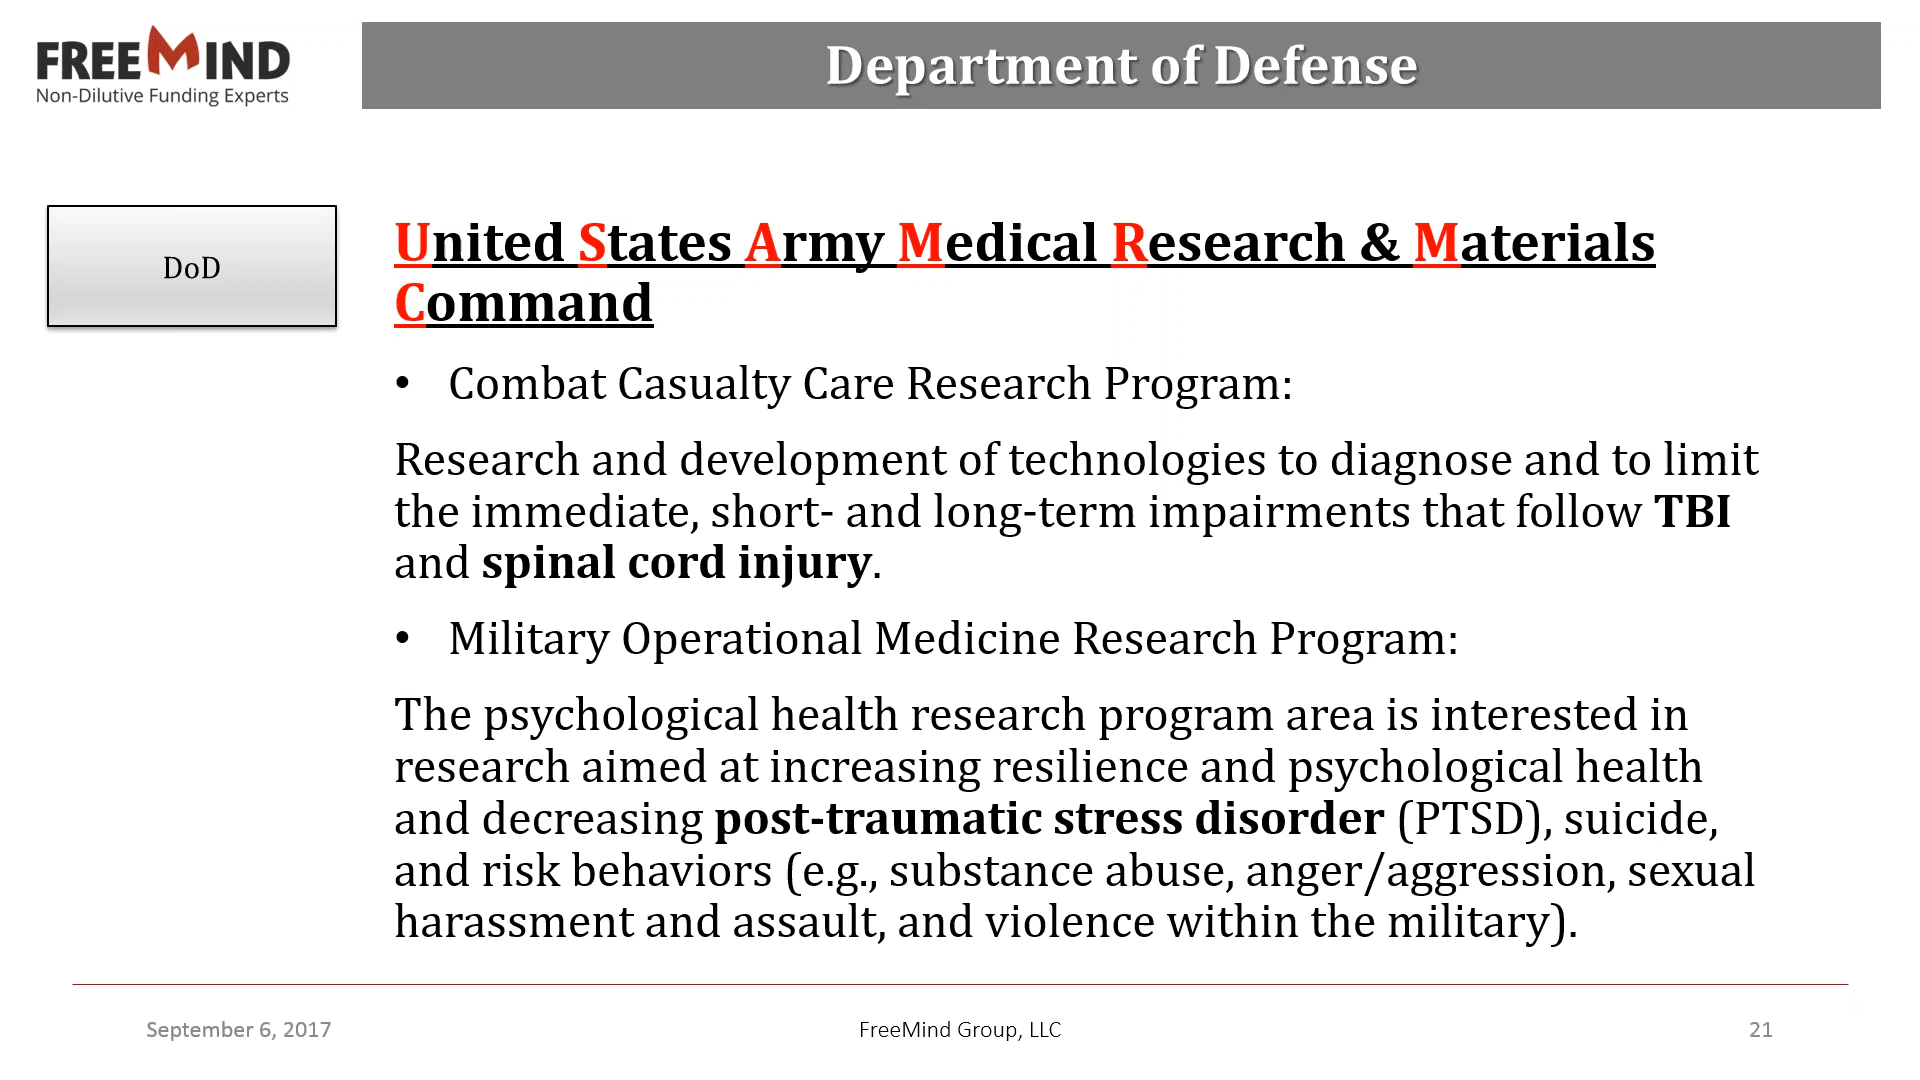 FREEMIND
Non-Dilutive Funding Experts
Department of Defense
DoD
United States Army Medical Research & Materials
Command
• Combat Casualty Care Research Program:
Research and development of technologies to diagnose and to limit
the immediate, short- and long-term impairments that follow TBI
and spinal cord injury.
• Military Operational Medicine Research Program:
The psychological health research program area is interested in
research aimed at increasing resilience and psychological health
and decreasing post-traumatic stress disorder (PTSD), suicide,
and risk behaviors (e.g., substance abuse, anger/aggression, sexual
harassment and assault, and violence within the military).
September 6, 2017
FreeMind Group, LLC
21